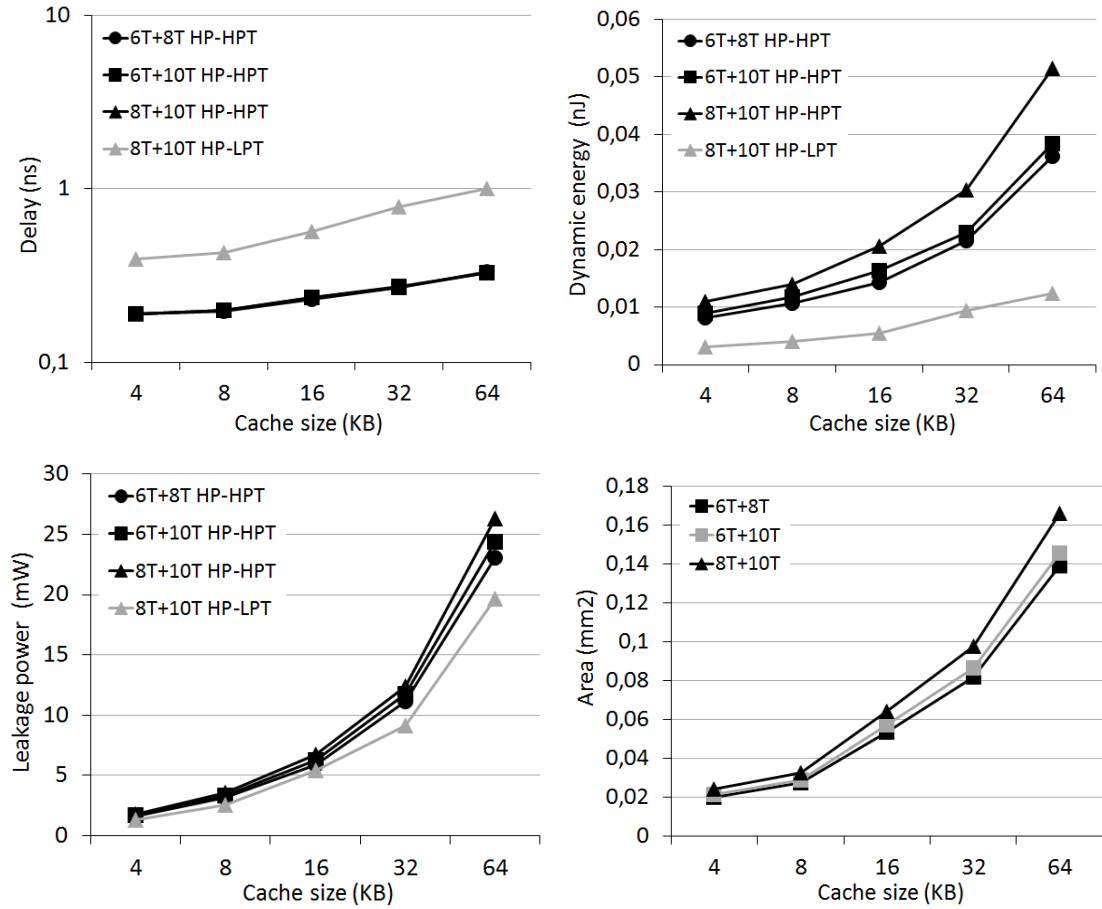 10
1
0,1
Delay (ns)
6T+8T HP-HPT
6T+10T HP-HPT
8T+10T HP-HPT
8T+10T HP-LPT
4 8 16 32 64
Cache size (KB)
0,06
0,05
0,04
0,03
0,02
0,01
0
Dynamic energy (nJ)
6T+8T HP-HPT
6T+10T HP-HPT
8T+10T HP-HPT
8T+10T HP-LPT
4 8 16 32 64
Cache size (KB)
30
25
20
15
10
5
0
Leakage power (mW)
6T+8T HP-HPT
6T+10T HP-HPT
8T+10T HP-HPT
8T+10T HP-LPT
4 8 16 32 64
Cache size (KB)
0,18
0,16
0,14
0,12
0,1
0,08
0,06
0,04
0,02
0
Area (mm2)
6T+8T
6T+10T
8T+10T
4 8 16 32 64
Cache size (KB)